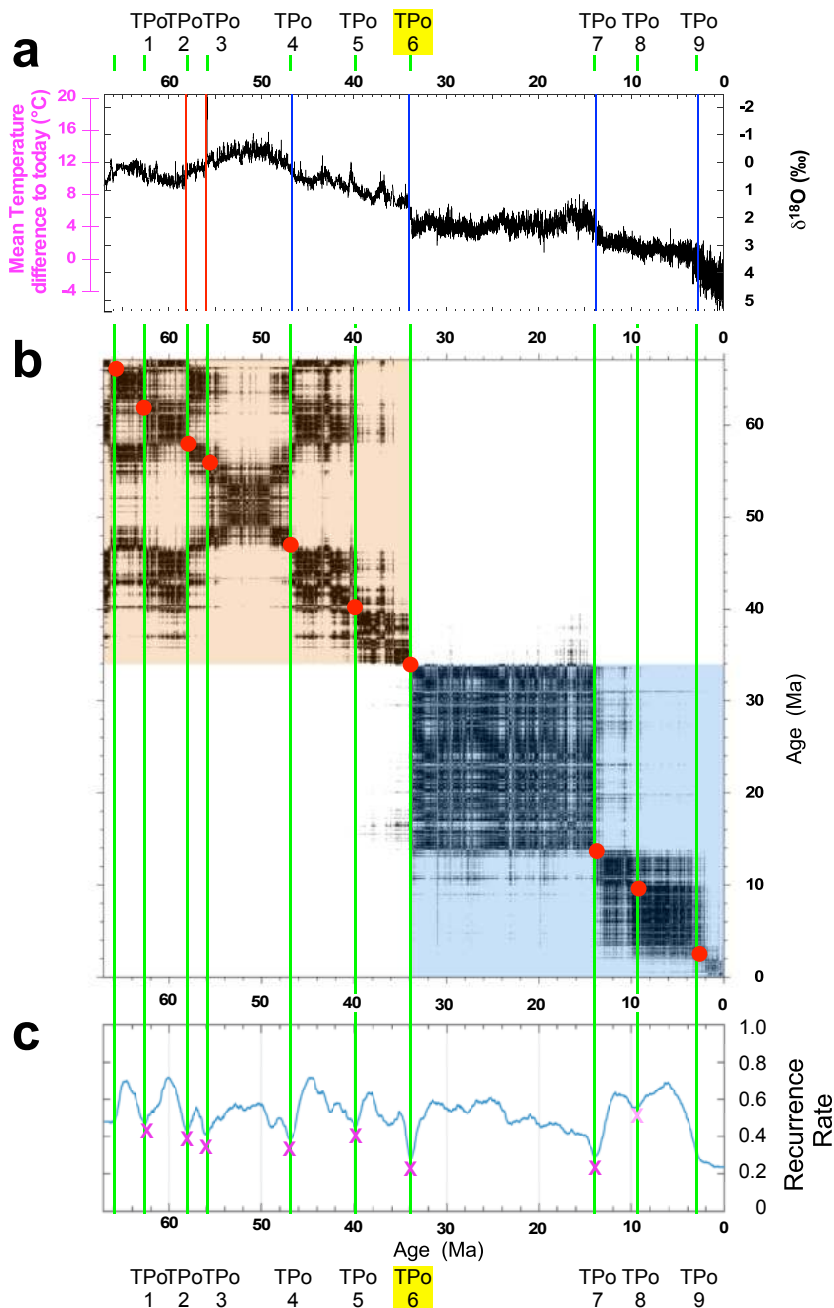 TPo TPo TPo TPo TPo TPo TPo TPo TPo
1 2 3 4 5 6 7 8 9
a
60 50 40 30 20 10 0
Mean Temperature
difference to today (°C)
20
16
12
8
4
0
-4
-2
-1
0
1
2
3
4
5
δ18O (‰)
60 50 40 30 20 10 0
b
60
50
40
30
20
10
0
Age (Ma)
60 50 40 30 20 10 0
c
1.0
0.8
0.6
0.4
0.2
0
Recurrence
Rate
X X X X X X X X
60 50 40 30 20 10 0
Age (Ma)
TPo TPo TPo TPo TPo TPo TPo TPo TPo
1 2 3 4 5 6 7 8 9